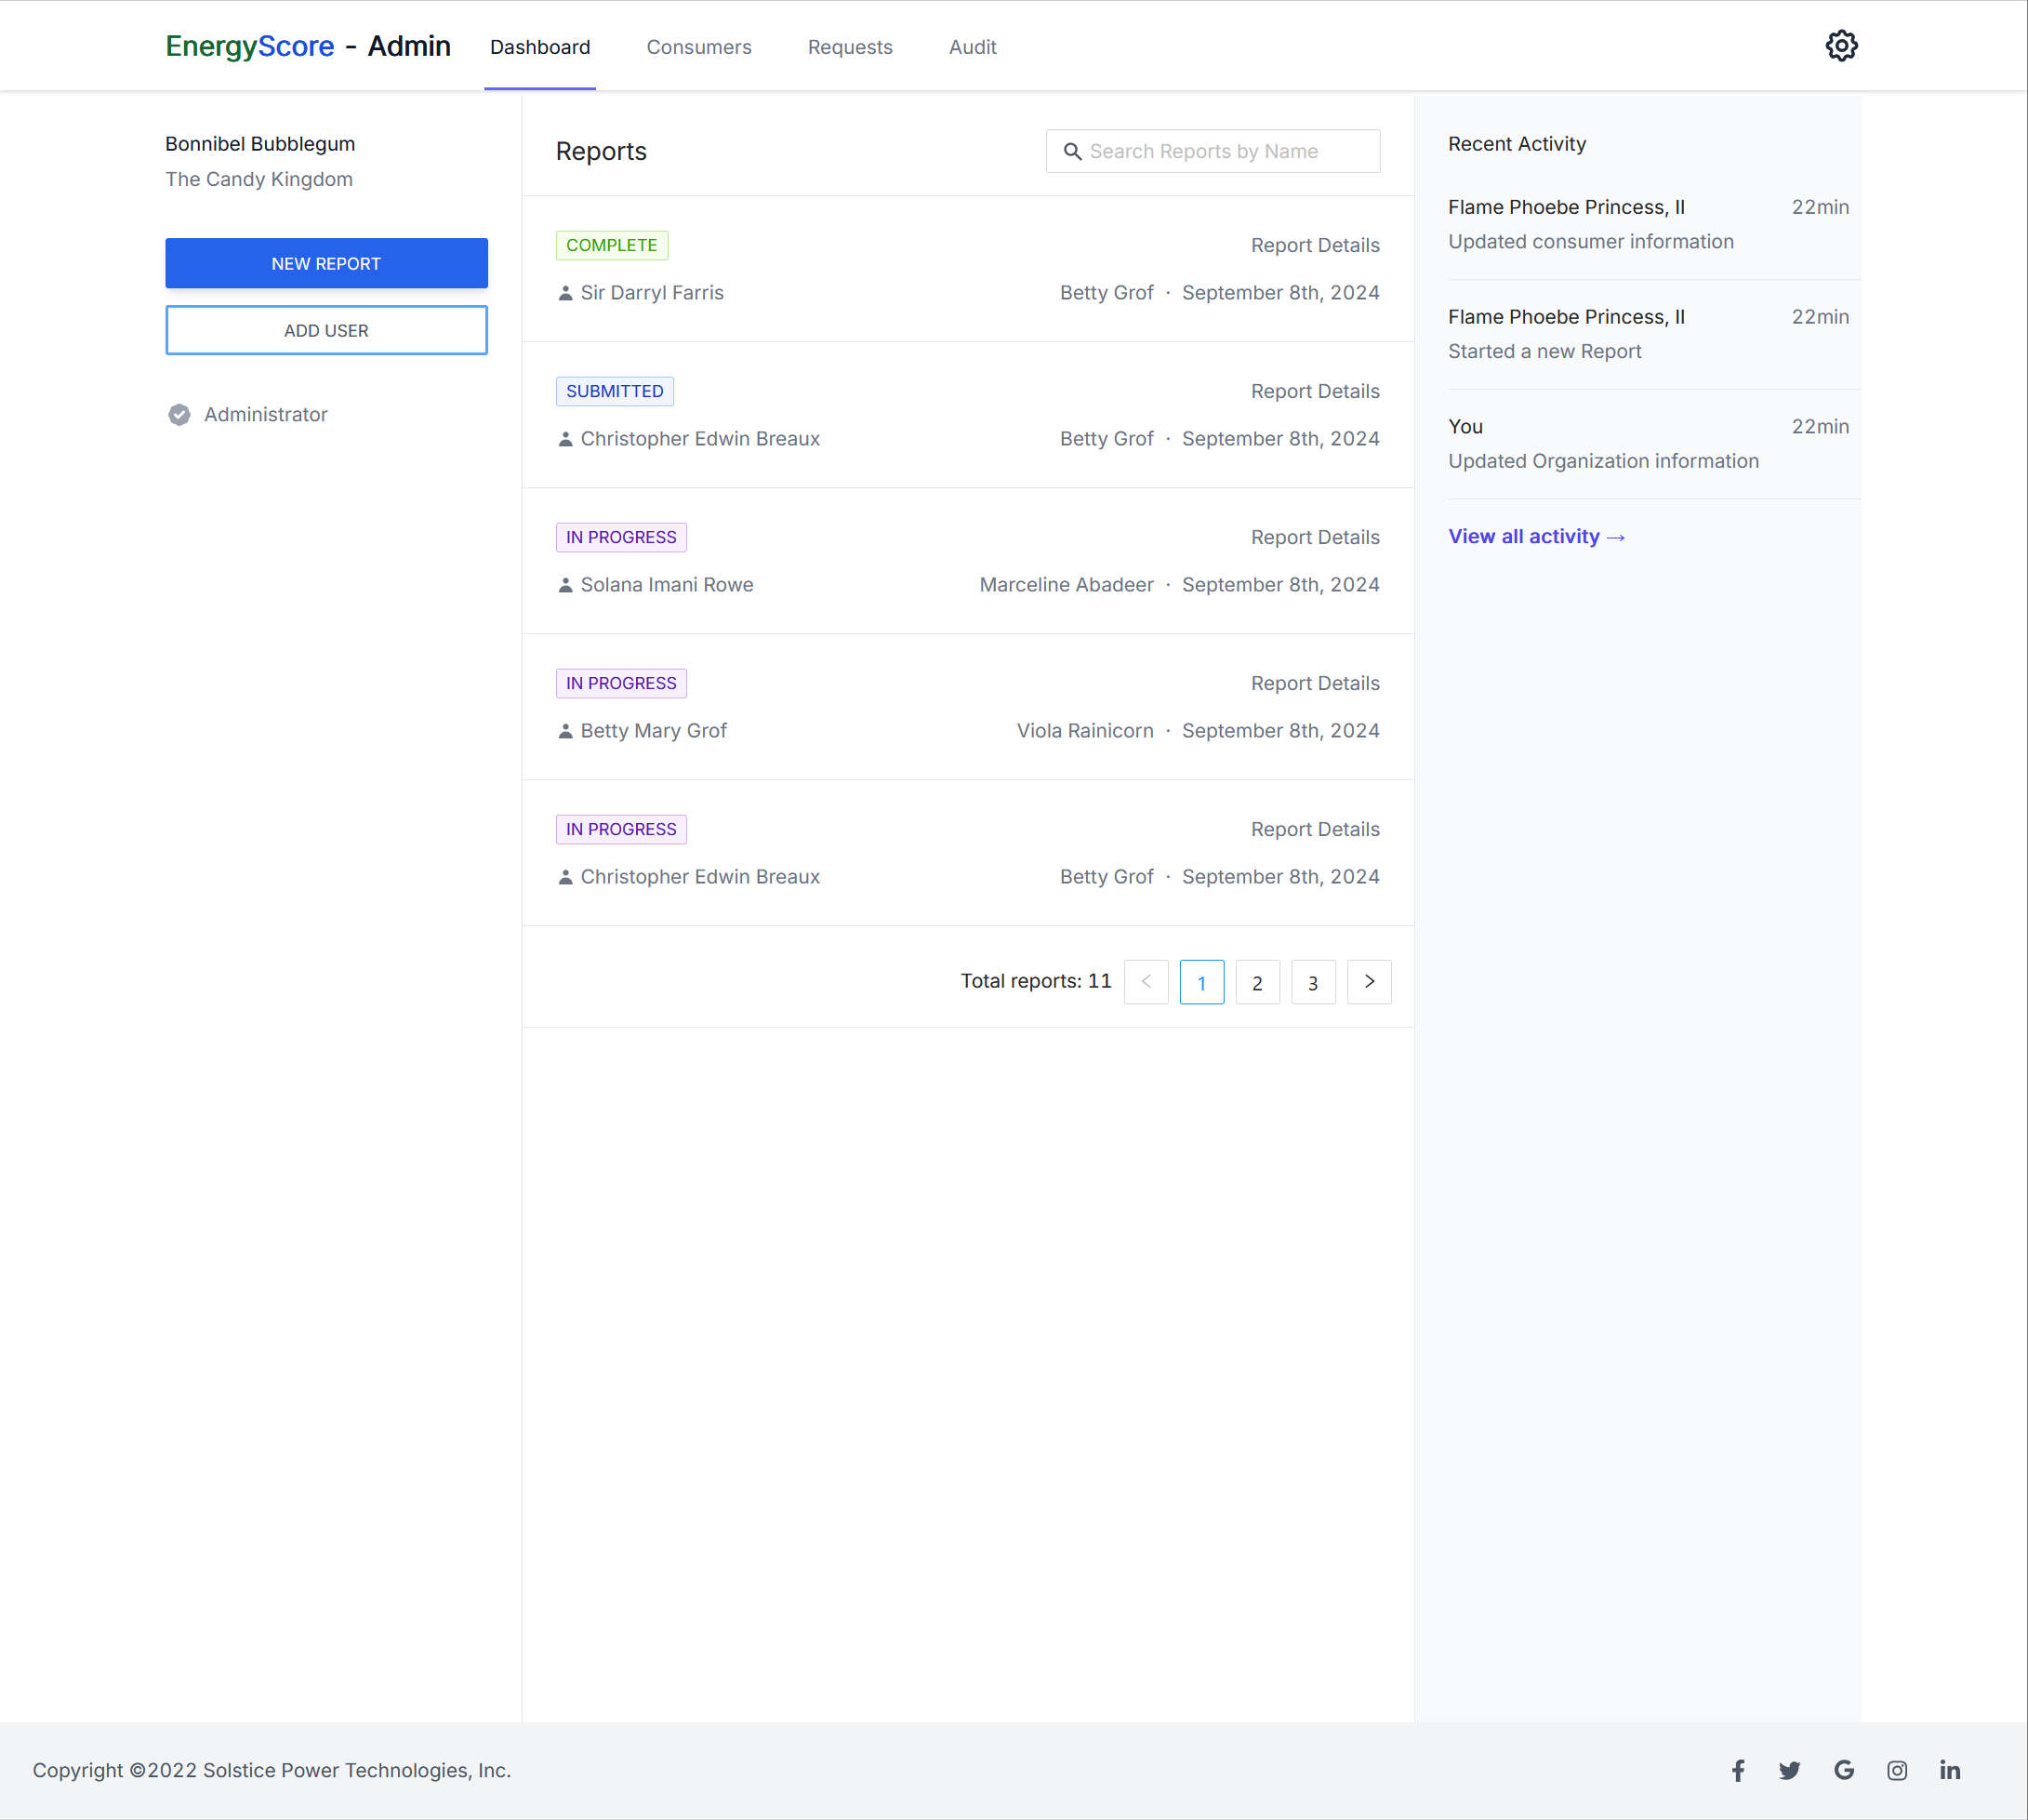 EnergyScore - Admin
Dashboard
Consumers
Requests
Audit
Bonnibel Bubblegum
The Candy Kingdom
NEW REPORT
ADD USER
Administrator
Reports
Search Reports by Name
COMPLETE
Report Details
Sir Darryl Farris
Betty Grof · September 8th, 2024
SUBMITTED
Report Details
Christopher Edwin Breaux
Betty Grof · September 8th, 2024
IN PROGRESS
Report Details
Solana Imani Rowe
Marceline Abadeer · September 8th, 2024
IN PROGRESS
Report Details
Betty Mary Grof
Viola Rainicorn · September 8th, 2024
IN PROGRESS
Report Details
Christopher Edwin Breaux
Betty Grof · September 8th, 2024
Total reports: 11
1
2
3
Recent Activity
Flame Phoebe Princess, II
22min
Updated consumer information
Flame Phoebe Princess, II
22min
Started a new Report
You
22min
Updated Organization information
View all activity →
Copyright ©2022 Solstice Power Technologies, Inc.